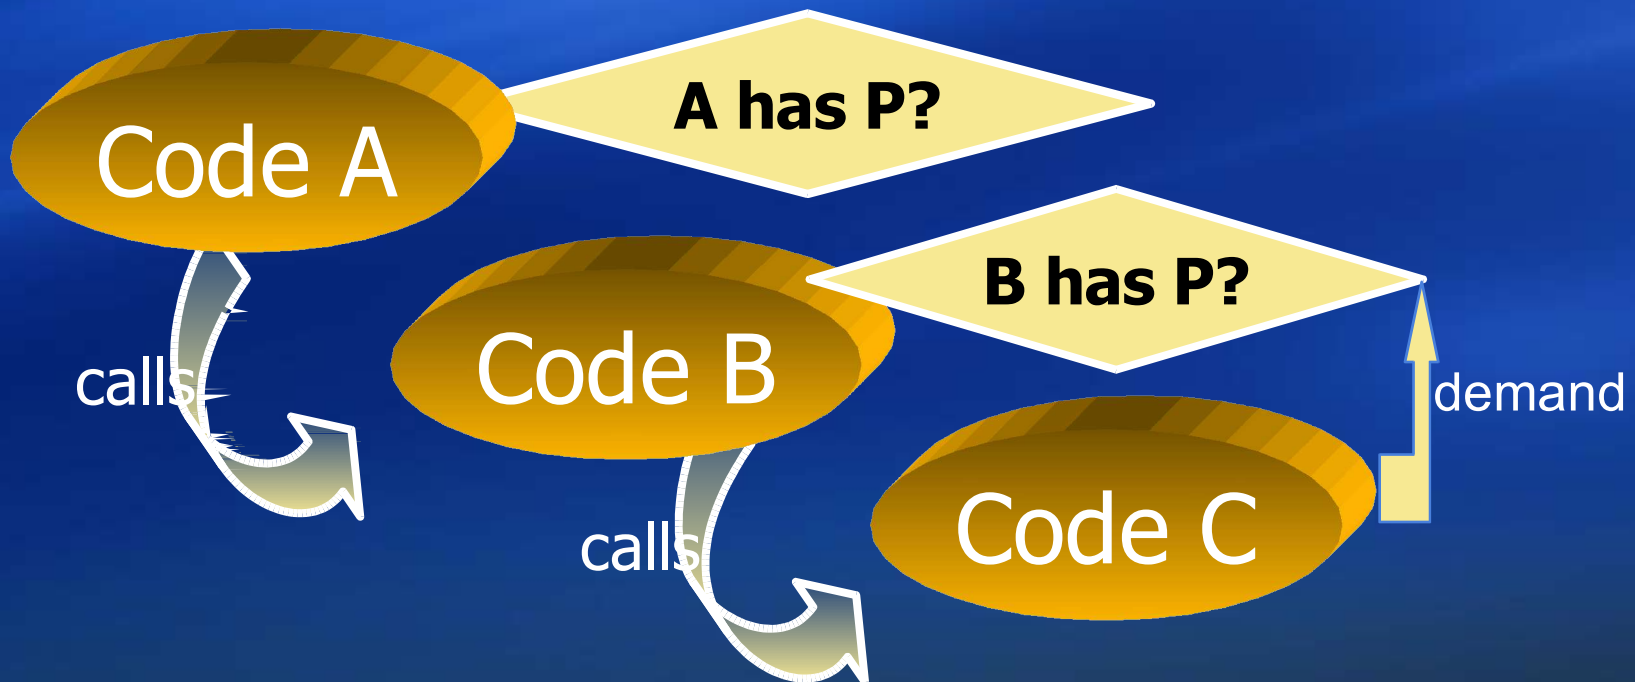 A has P?
Code A
B has P?
Code B
calls
demand
Code C
calls